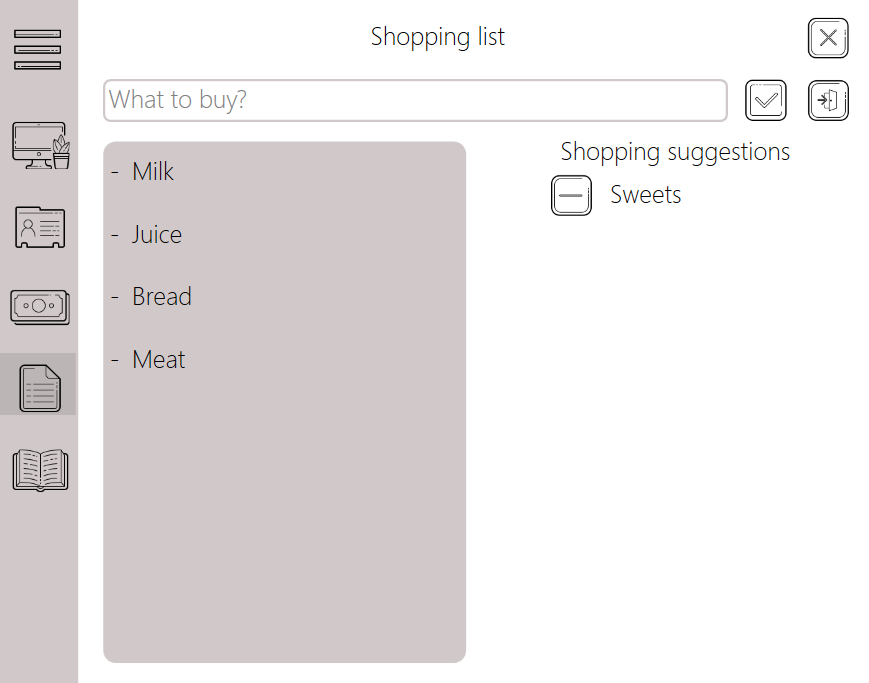 Shopping list
What to buy?
- Milk
- Juice
- Bread
- Meat
Shopping suggestions
Sweets